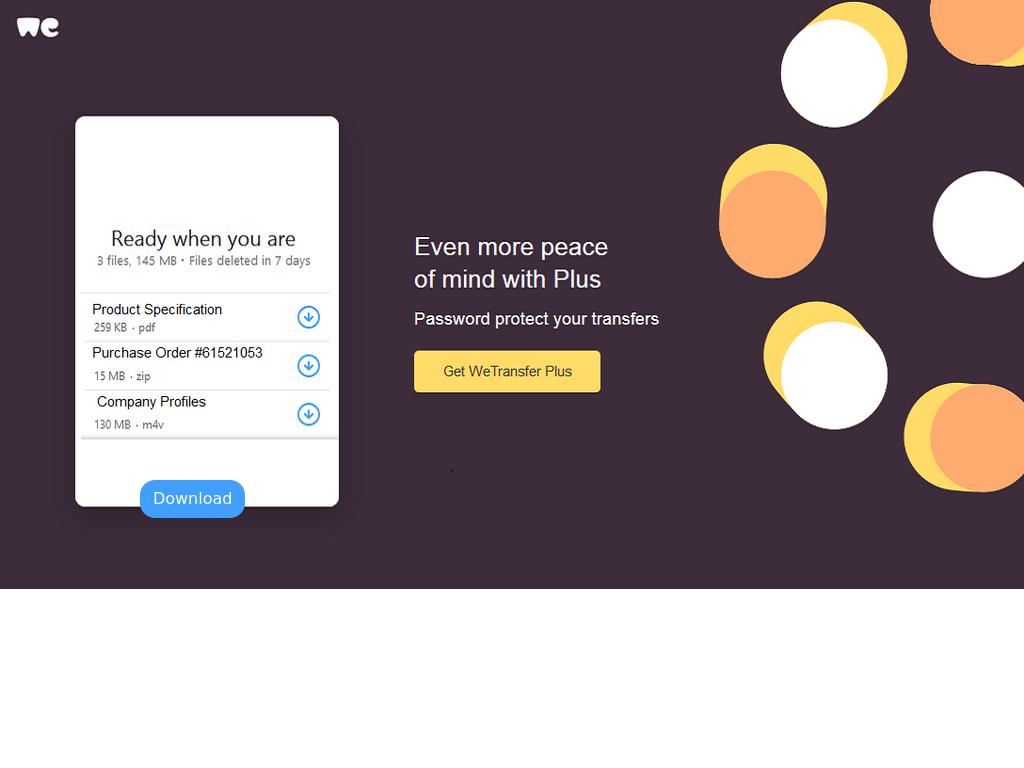 we
Ready when you are
3 files, 145 MB • Files deleted in 7 days
Product Specification
259 KB · pdf
Purchase Order #61521053
15 MB · zip
Company Profiles
130 MB · m4v
Download
Even more peace
of mind with Plus
Password protect your transfers
Get WeTransfer Plus